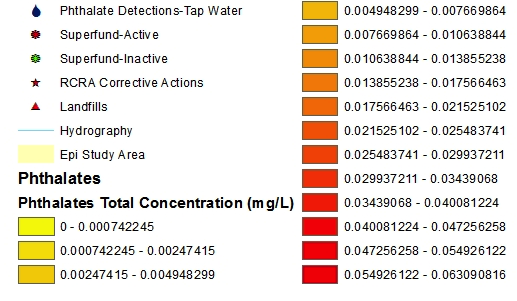 Phthalate Detections-Tap Water
Superfund-Active
Superfund-Inactive
RCRA Corrective Actions
Landfills
Hydrography
Epi Study Area
Phthalates
Phthalates Total Concentration (mg/L)
0 - 0.000742245
0.000742245 - 0.00247415
0.00247415 - 0.004948299
0.004948299 - 0.007669864
0.007669864 - 0.010638844
0.010638844 - 0.013855238
0.013855238 - 0.017566463
0.017566463 - 0.021525102
0.021525102 - 0.025483741
0.025483741 - 0.029937211
0.029937211 - 0.03439068
0.03439068 - 0.040081224
0.040081224 - 0.047256258
0.047256258 - 0.054926122
0.054926122 - 0.063090816